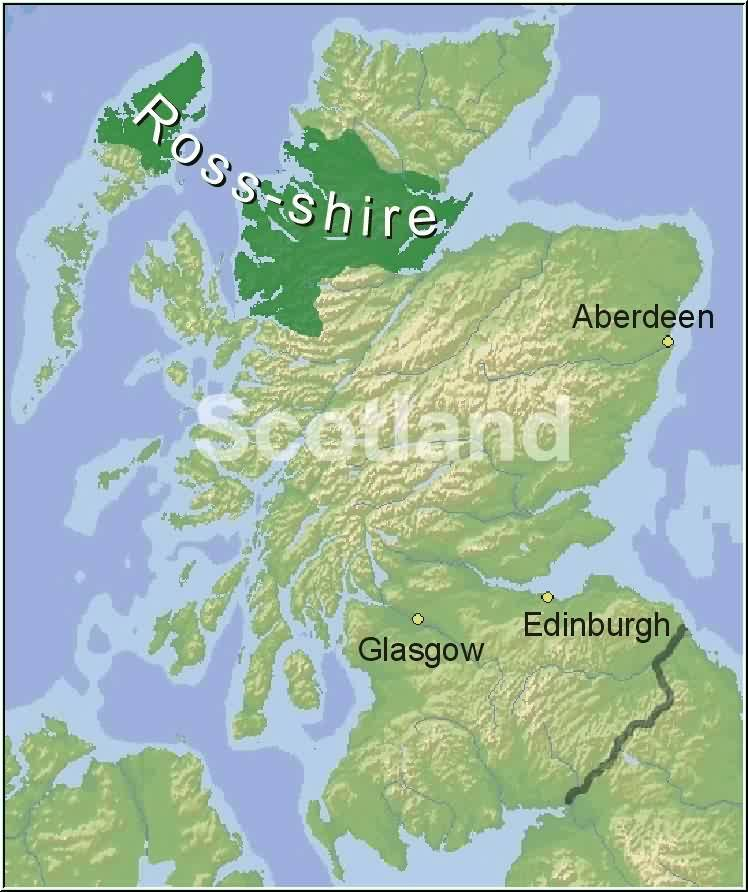 Ross-shire
Aberdeen
Scotland
Edinburgh
Glasgow